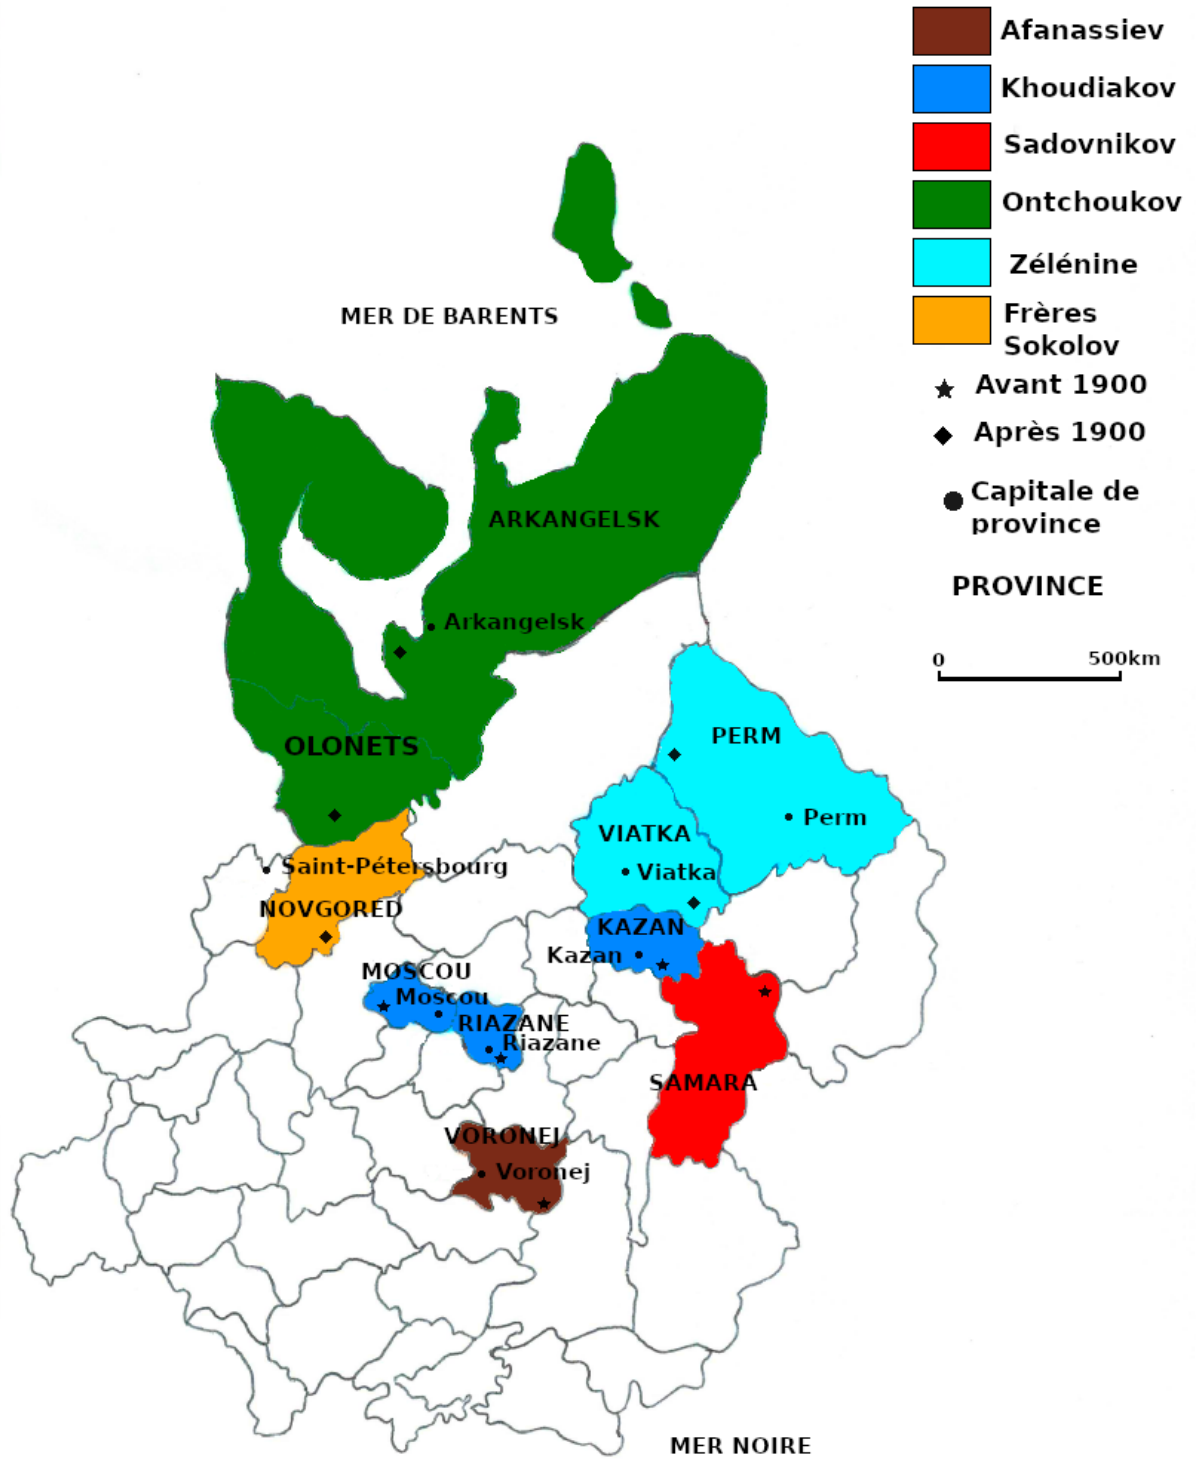 Afanassiev
Khoudiakov
Sadovnikov
Ontchoukov
Zélénine
Frères
Sokolov
Avant 1900
Après 1900
Capitale de
province
PROVINCE
0 500km
MER DE BARENTS
ARKANGELSK
Arkangelsk
OLONETS
PERM
Perm
VIATKA
Viatka
Saint-Pétersbourg
NOVGORED
KAZAN
Kazan
MOSCOU
Moscou
RIAZANE
Riazane
SAMARA
VORONEJ
Voronej
MER NOIRE